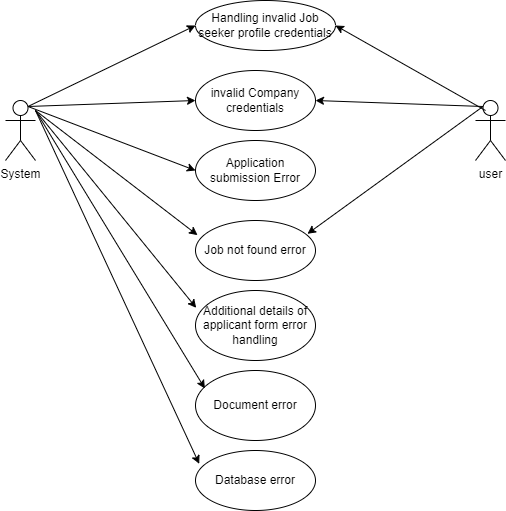 Handling invalid Job
seeker profile credentials
invalid Company
credentials
System
user
Application
submission Error
Job not found error
Additional details of
applicant form error
handling
Document error
Database error